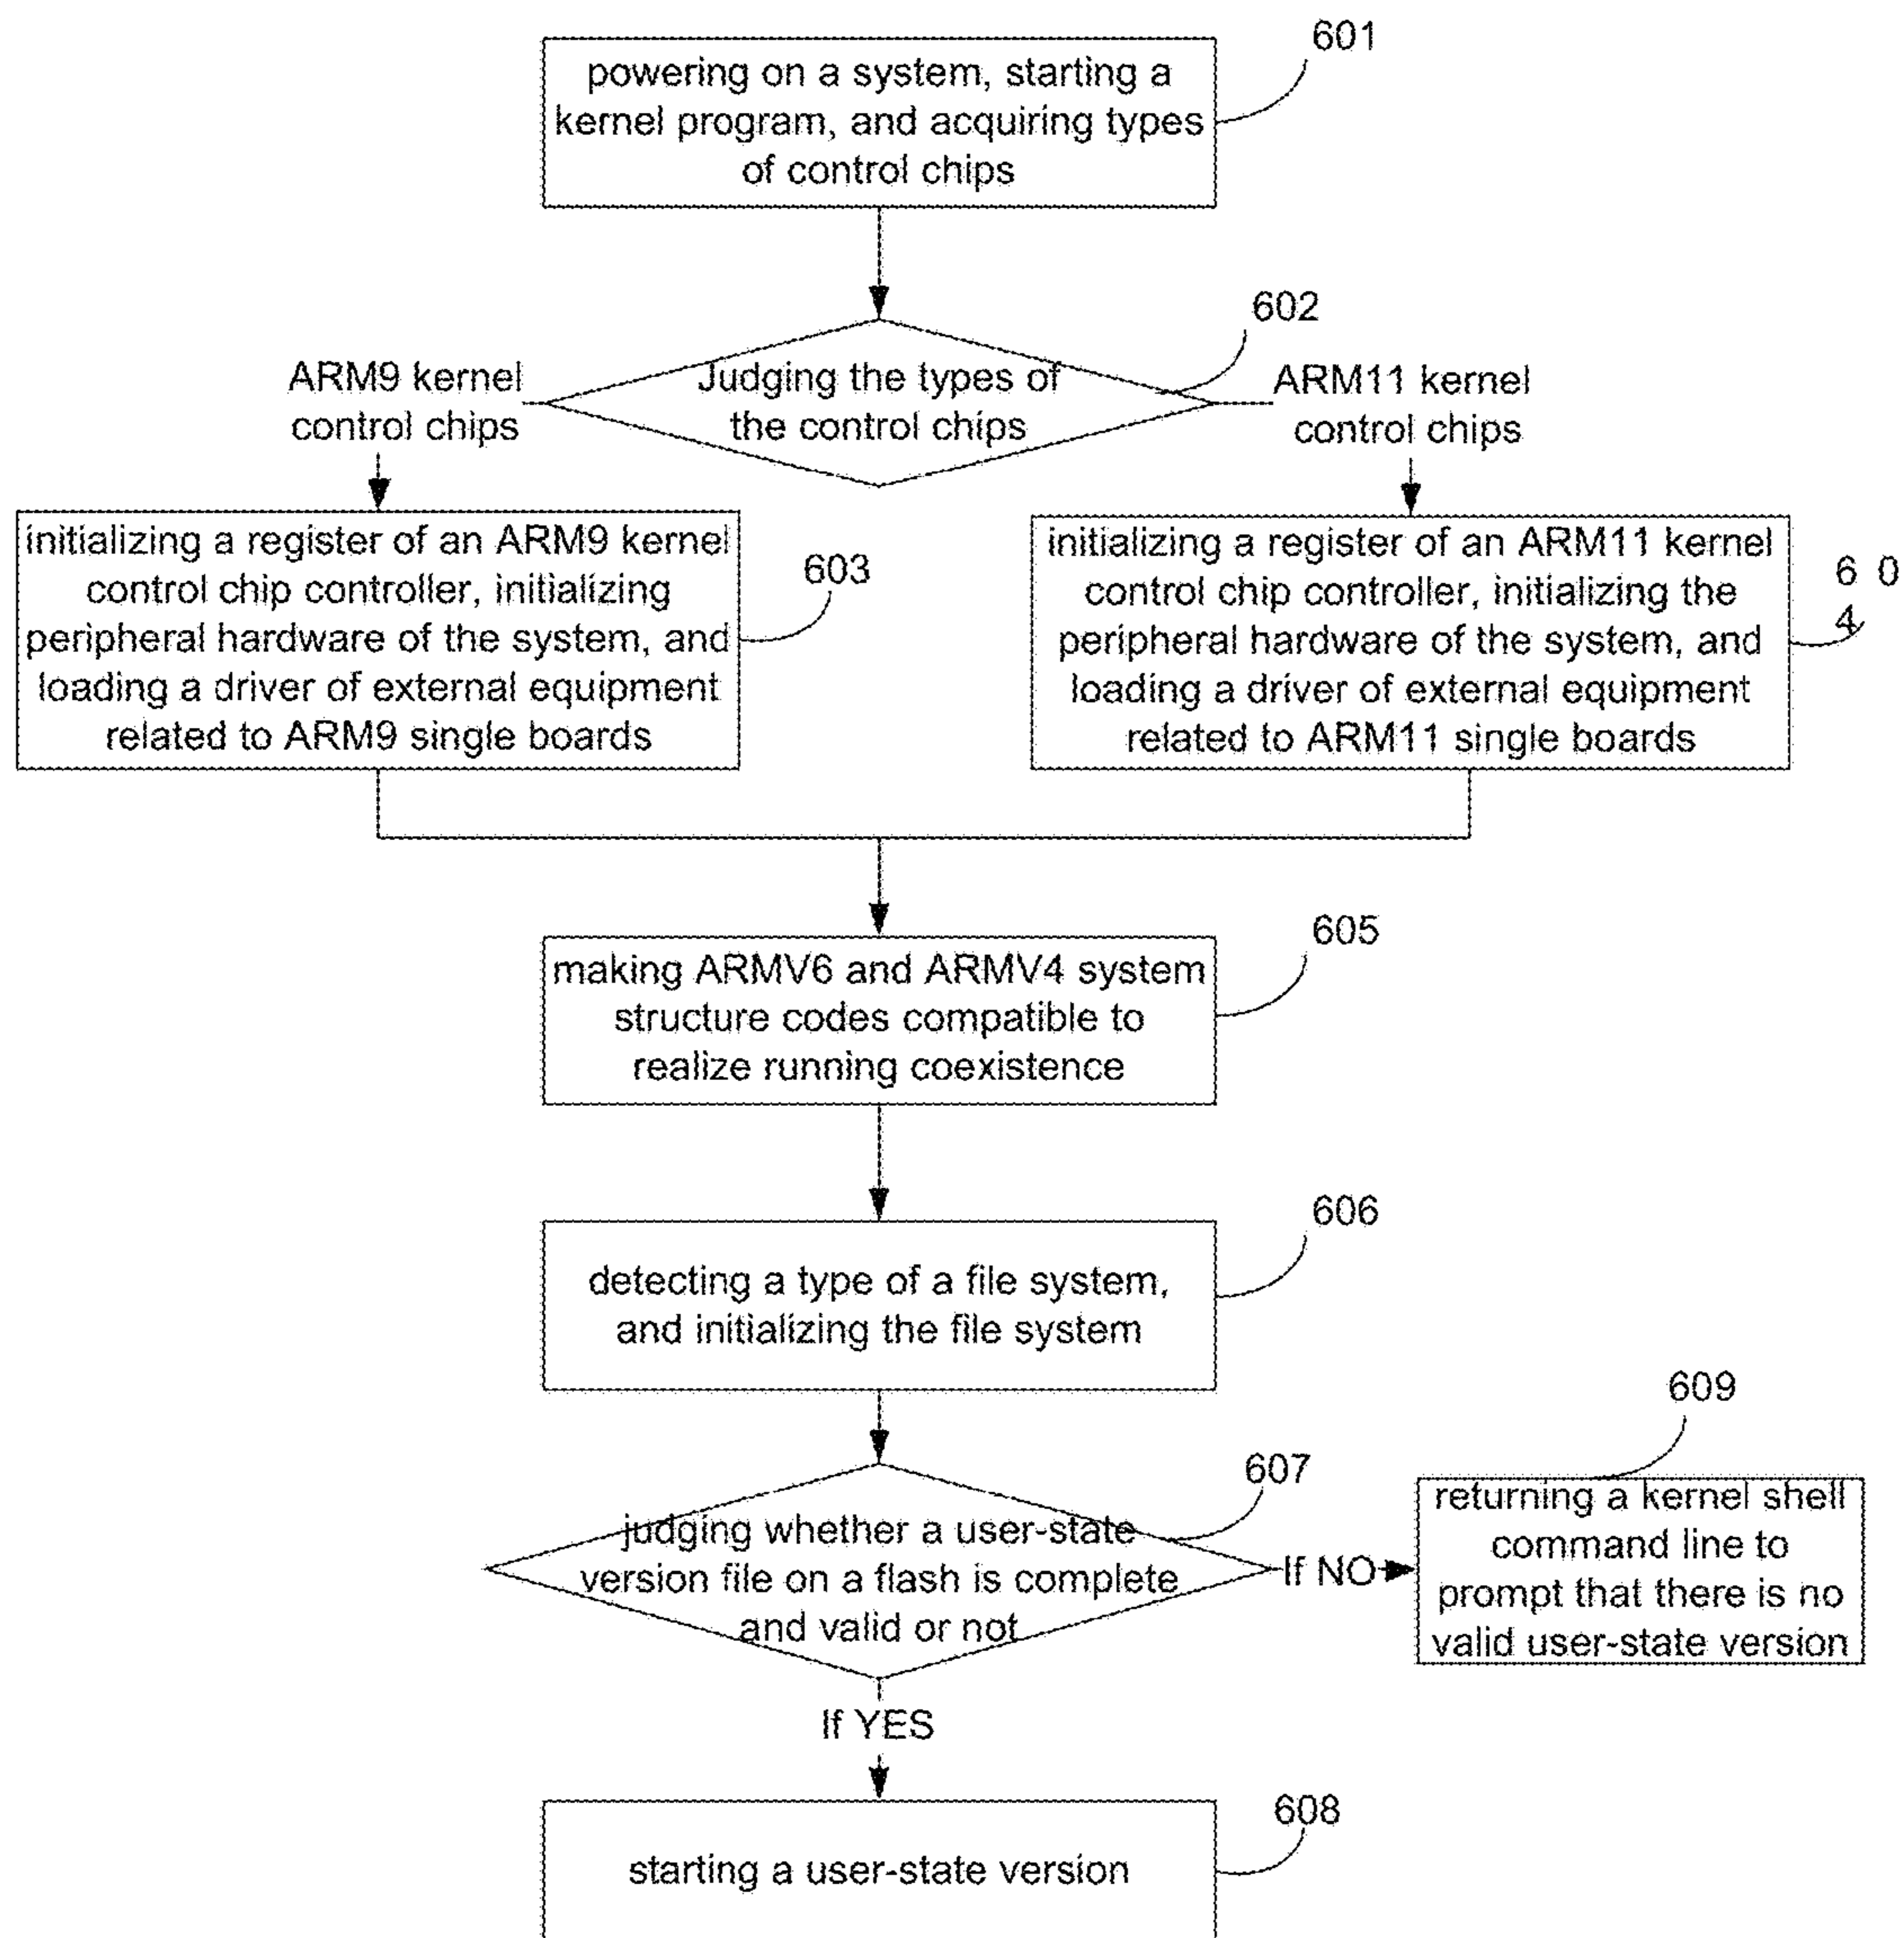 601
powering on a system, starting a
kernel program, and acquiring types
of control chips
602
ARM9 kernel
control chips
Judging the types of
the control chips
ARM11 kernel
control chips
initializing a register of an ARM9 kernel
control chip controller, initializing
peripheral hardware of the system, and
loading a driver of external equipment
related to ARM9 single boards
603
initializing a register of an ARM11 kernel
control chip controller, initializing the
peripheral hardware of the system, and
loading a driver of external equipment
related to ARM11 single boards
6 0
4
605
making ARMV6 and ARMV4 system
structure codes compatible to
realize running coexistence
606
detecting a type of a file system,
and initializing the file system
607
judging whether a user-state
version file on a flash is complete
and valid or not
If NO
609
returning a kernel shell
command line to
prompt that there is no
valid user-state version
If YES
608
starting a user-state version